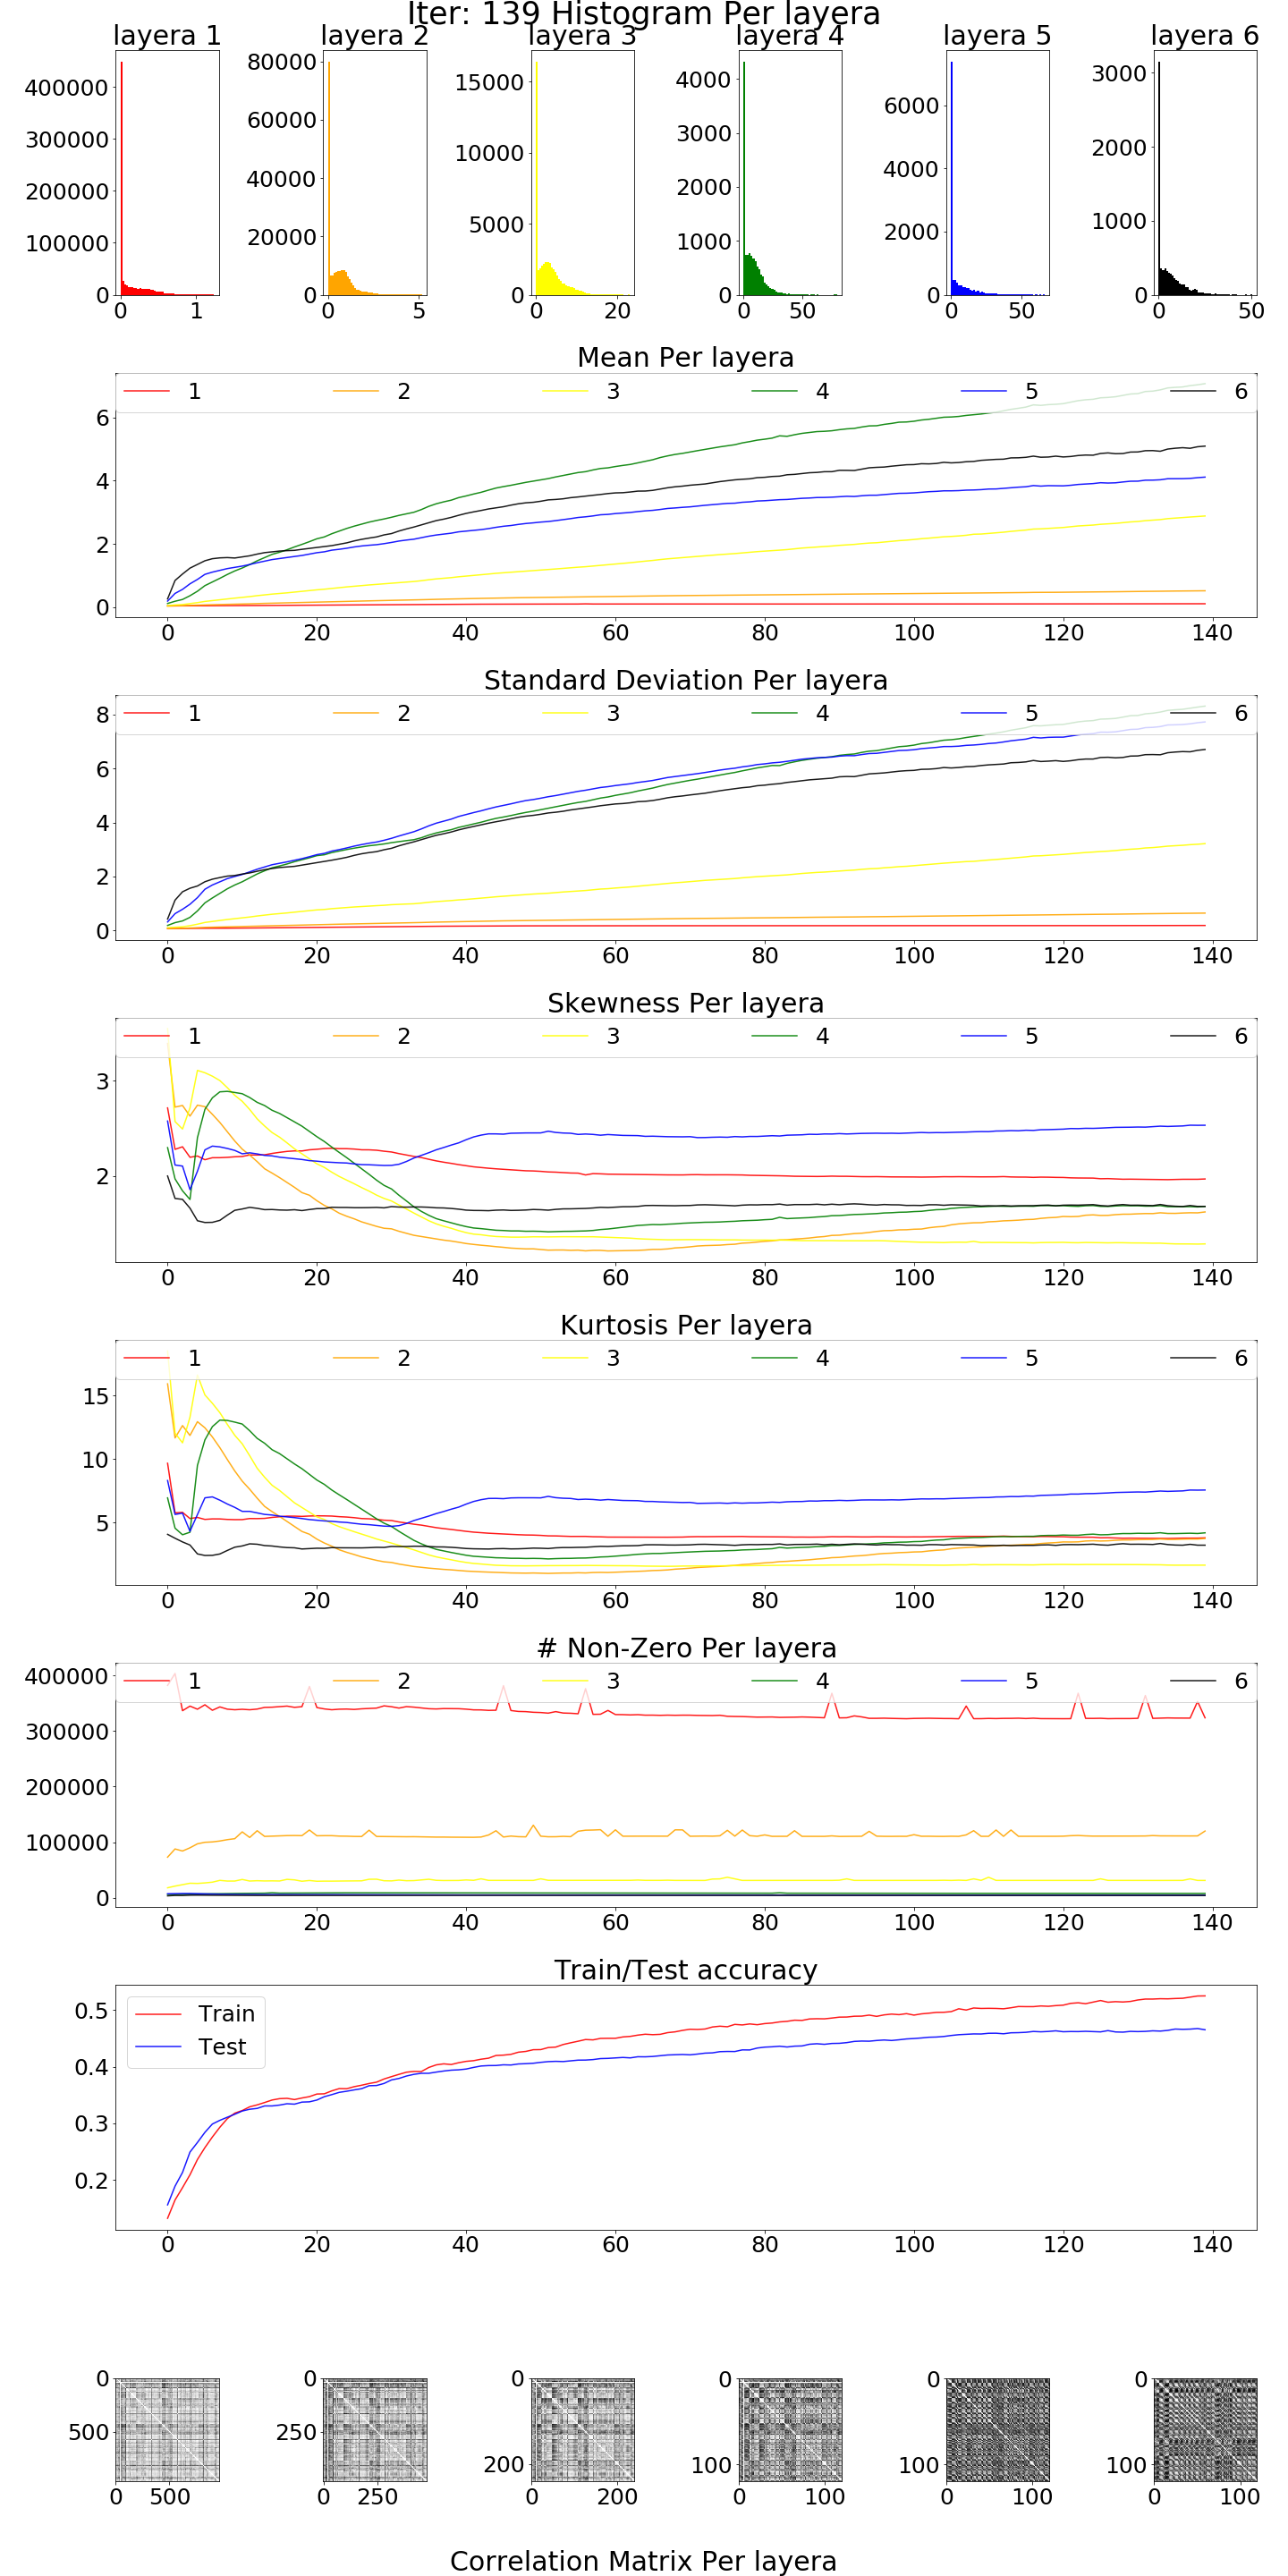 Iter: 139 Histogram Per layera
layera 1 layera 2 layera 3 layera 4 layera 5 layera 6
400000 300000 200000 100000 0
0 1
80000 60000 40000 20000 0
0 5
15000 10000 5000 0
0 20
4000 3000 2000 1000 0
0 50
6000 4000 2000 0
0 50
3000 2000 1000 0
0 50
Mean Per layera
1 2 3 4 5 6
6
4
2
0
0 20 40 60 80 100 120 140
Standard Deviation Per layera
1 2 3 4 5 6
8
6
4
2
0
0 20 40 60 80 100 120 140
Skewness Per layera
1 2 3 4 5 6
3
2
0 20 40 60 80 100 120 140
Kurtosis Per layera
1 2 3 4 5 6
15
10
5
0 20 40 60 80 100 120 140
# Non-Zero Per layera
1 2 3 4 5 6
400000
300000
200000
100000
0
0 20 40 60 80 100 120 140
Train/Test accuracy
Train
Test
0.5
0.4
0.3
0.2
0 20 40 60 80 100 120 140
0 500
0 500
0 250
0 250
0 200
0 200
0 100
0 100
0 100
0 100
0 100
0 100
Correlation Matrix Per layera